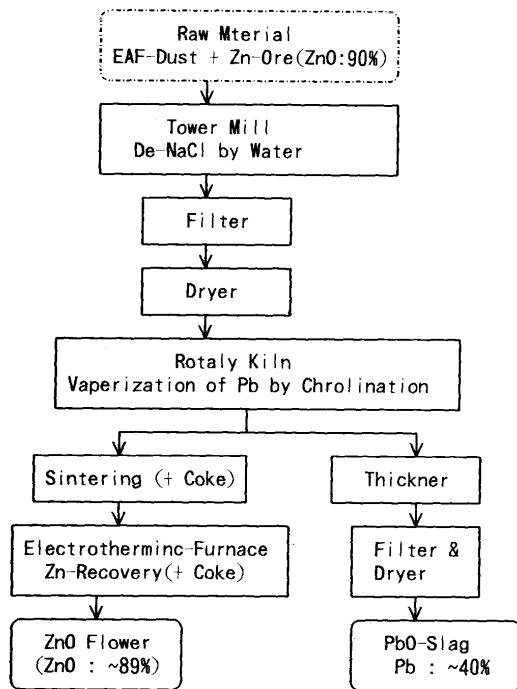 Raw Mterial
EAF-Dust + Zn-Ore(ZnO:90%)
Tower Mill
De-NaCl by Water
Filter
Dryer
Rotaly Kiln
Vaperization of Pb by Chrolination
Sintering (+ Coke)
Thickner
Electrotherminc-Furnace
Zn-Recovery(+ Coke)
Filter &
Dryer
ZnO Flower
(ZnO : ~89%)
PbO-Slag
Pb : ~40%